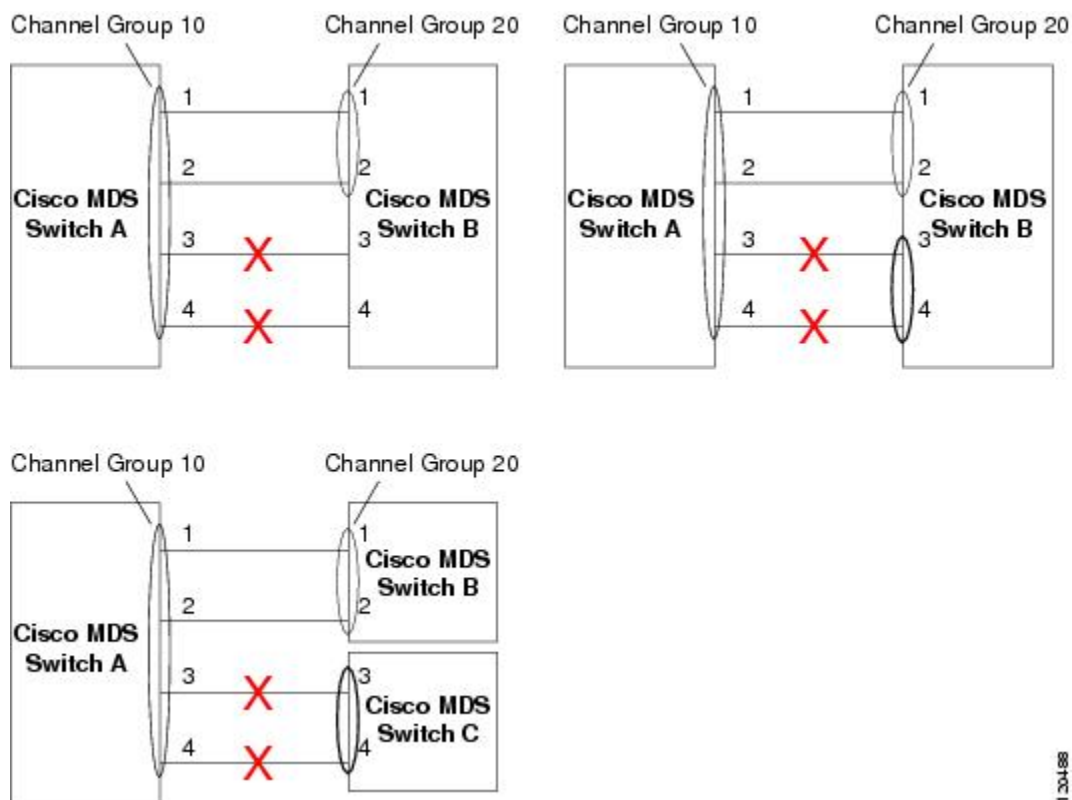 Channel Group 10
Channel Group 20
1
1
2
2
Cisco MDS
Switch A
Cisco MDS
Switch B
3
X
3
4
X
4
Channel Group 10
Channel Group 20
1
1
2
2
Cisco MDS
Switch A
Cisco MDS
Switch B
3
X
3
4
X
4
Channel Group 10
Channel Group 20
1
1
Cisco MDS
Switch B
2
2
Cisco MDS
Switch A
3
X
3
Cisco MDS
Switch C
4
X
4
120488